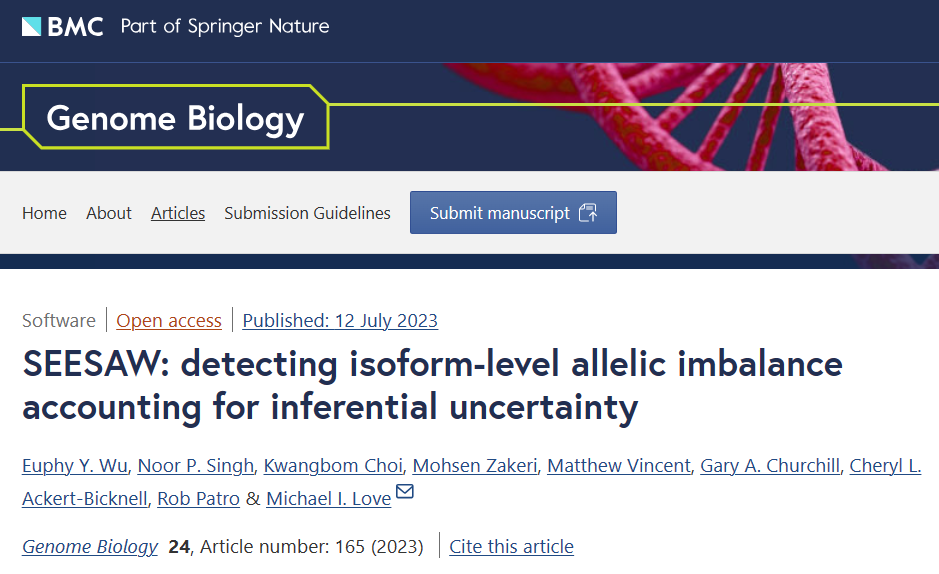 BMC Part of Springer Nature
Genome Biology
Home About Articles Submission Guidelines Submit manuscript
Software Open access Published: 12 July 2023
SEESAW: detecting isoform-level allelic imbalance
accounting for inferential uncertainty
Euphy Y. Wu, Noor P. Singh, Kwangbom Choi, Mohsen Zakeri, Matthew Vincent, Gary A. Churchill, Cheryl L.
Ackert-Bicknell, Rob Patro & Michael I. Love
Genome Biology 24, Article number: 165 (2023) Cite this article